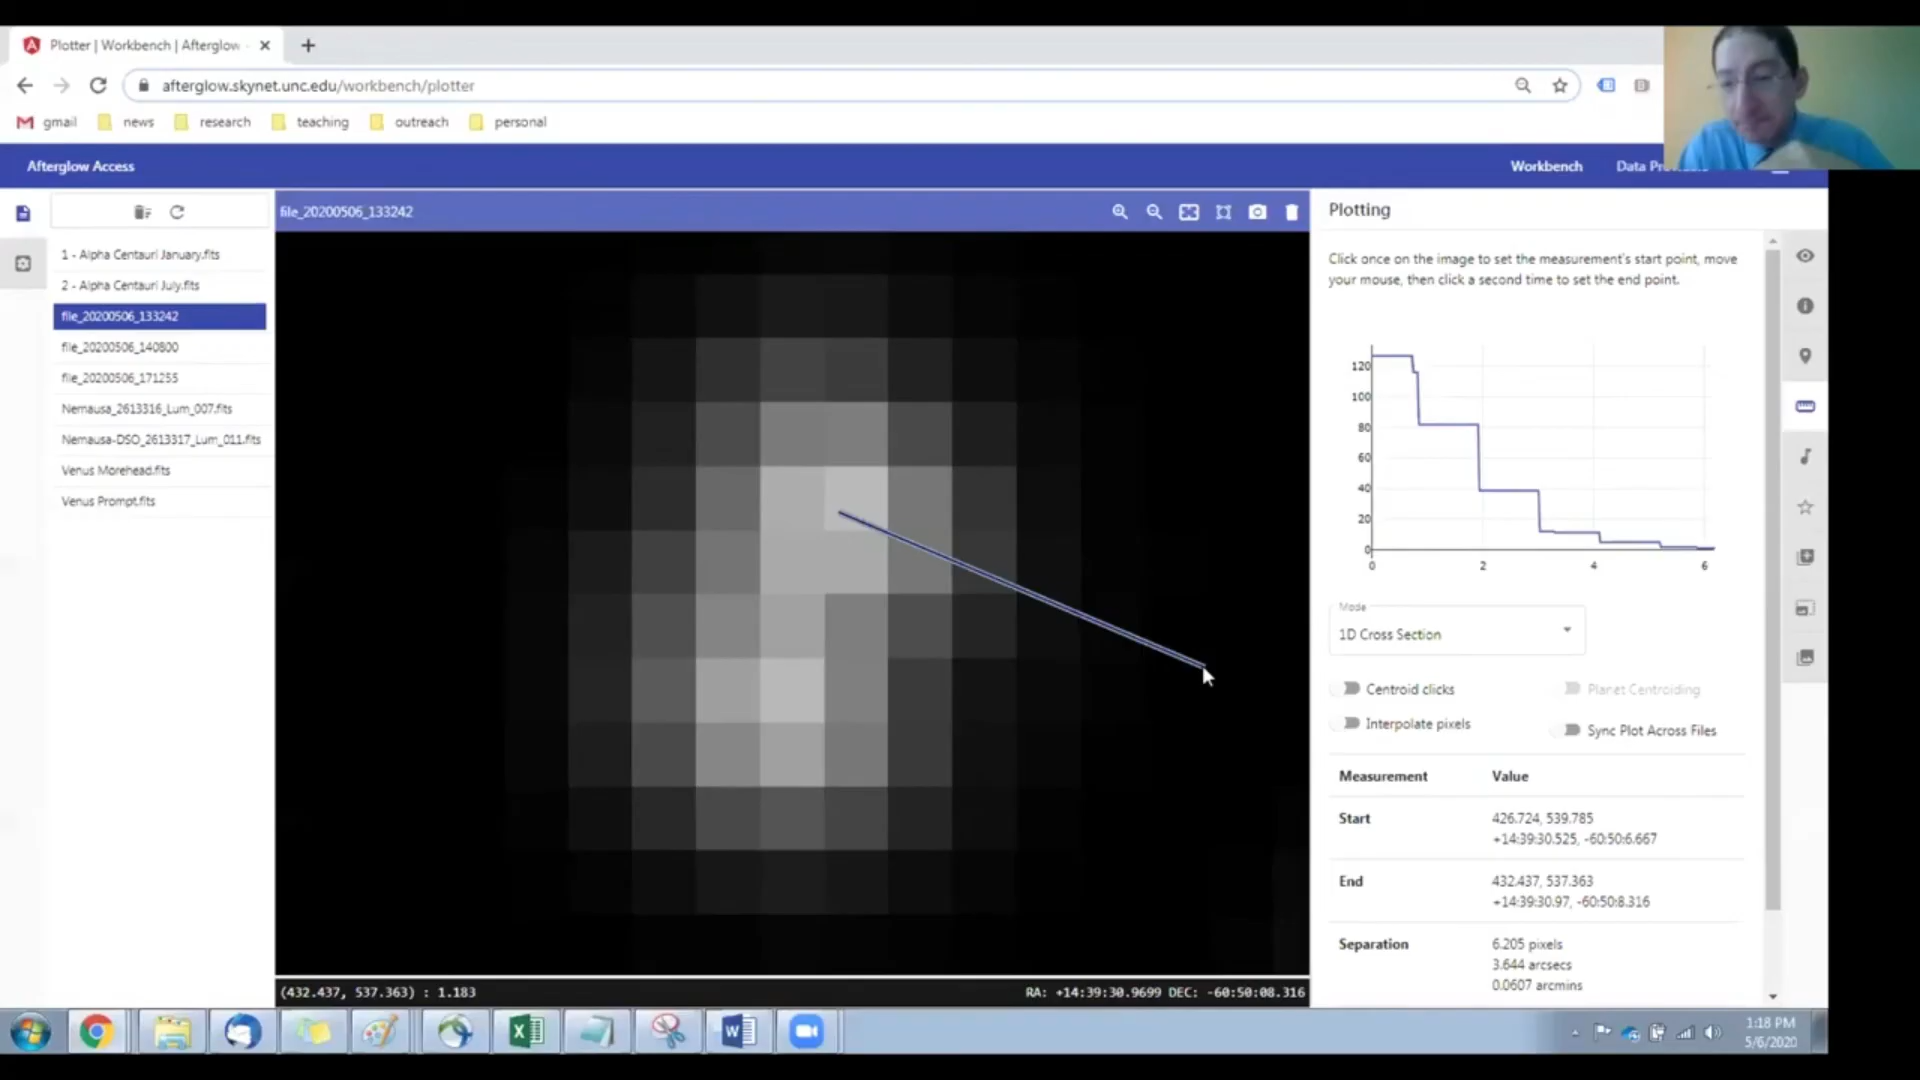 Plotter | Workbench | Afterglow
afterglow.skynet.unc.edu/workbench/plotter
gmail news research teaching outreach personal
Afterglow Access
Workbench
file_20200506_133242
Plotting
1 - Alpha Centauri January.fits
2 - Alpha Centauri July.fits
file_20200506_133242
file_20200506_140800
file_20200506_171255
Nemausa_2613316_Lum_007.fits
Nemausa-DSO_2613317_Lum_011.fits
Venus Morehead.fits
Venus Prompt.fits
Click once on the image to set the measurement's start point, move
your mouse, then click a second time to set the end point.
120
100
80
60
40
20
0
0 2 4 6
Mode
1D Cross Section
Centroid clicks Planet Centroiding
Interpolate pixels Sync Plot Across Files
Measurement Value
Start 426.724, 539.785
+14:39:30.525, -60:50:6.667
End 432.437, 537.363
+14:39:30.97, -60:50:8.316
Separation 6.205 pixels
3.644 arcsecs
0.0607 arcmins
(432.437, 537.363) : 1.183 RA: +14:39:30.9699 DEC: -60:50:08.316
1:18 PM
5/6/2020